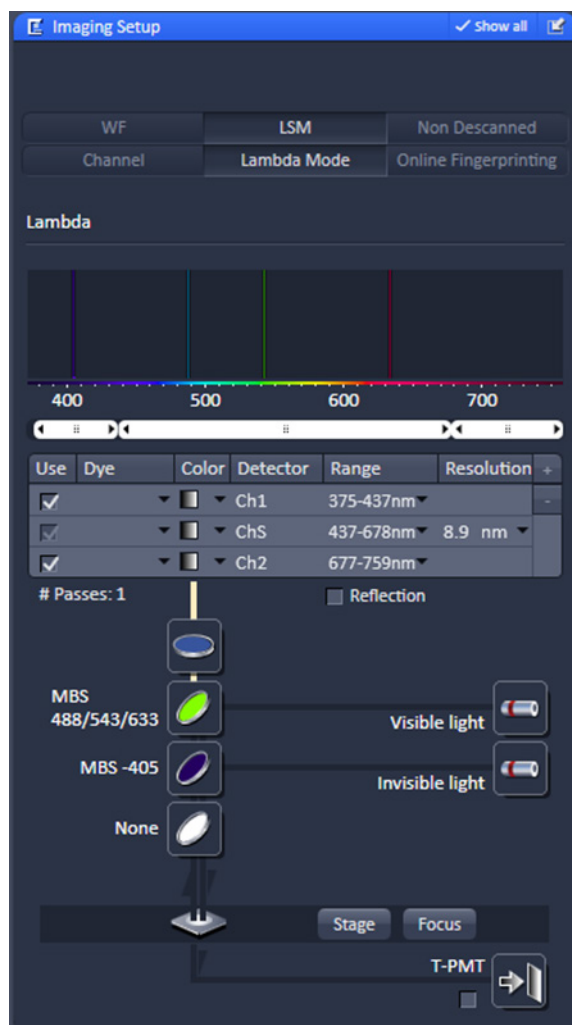 Imaging Setup Show all
WF LSM Non Descanned
Channel Lambda Mode Online Fingerprinting
Lambda
400 500 600 700
Use Dye Color Detector Range Resolution +
Ch1 375-437nm -
ChS 437-678nm 8.9 nm
Ch2 677-759nm
# Passes: 1 Reflection
MBS
488/543/633
Visible light
MBS -405
Invisible light
None
Stage Focus
T-PMT